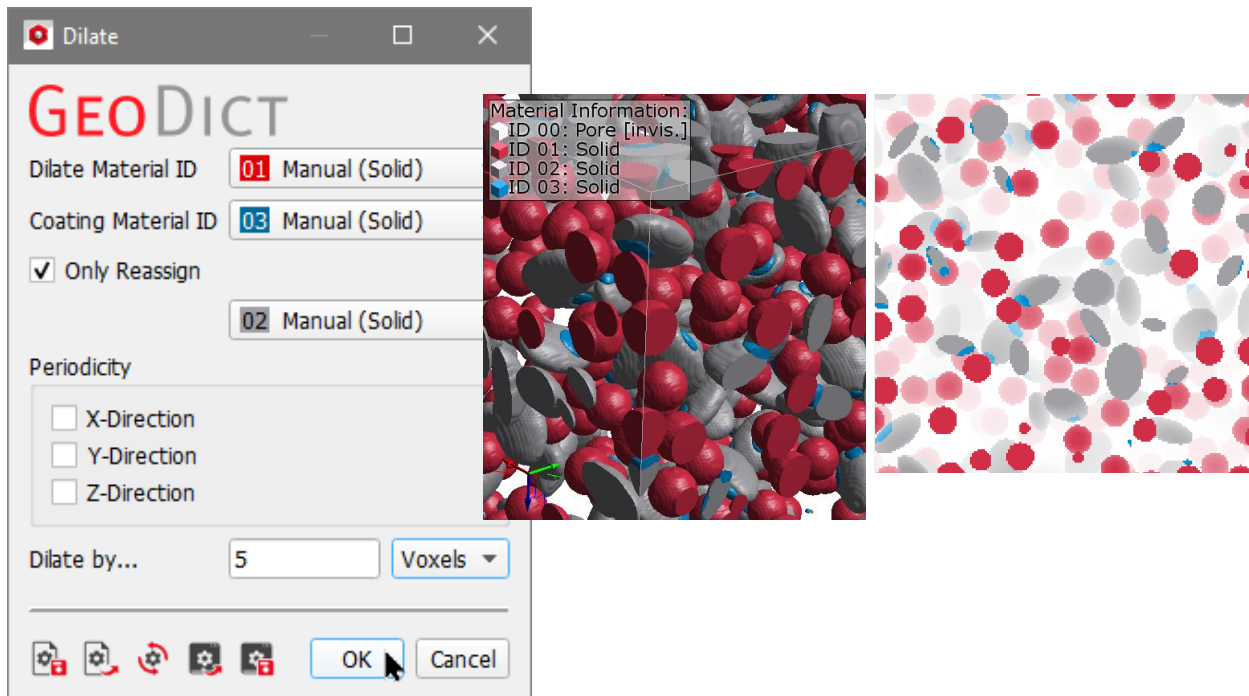 Dilate
GEODICT
Dilate Material ID
01 Manual (Solid)
Coating Material ID
03 Manual (Solid)
Only Reassign
02 Manual (Solid)
Periodicity
X-Direction
Y-Direction
Z-Direction
Dilate by...
5
Voxels
OK
Cancel
Material Information:
ID 00: Pore [invis.]
ID 01: Solid
ID 02: Solid
ID 03: Solid